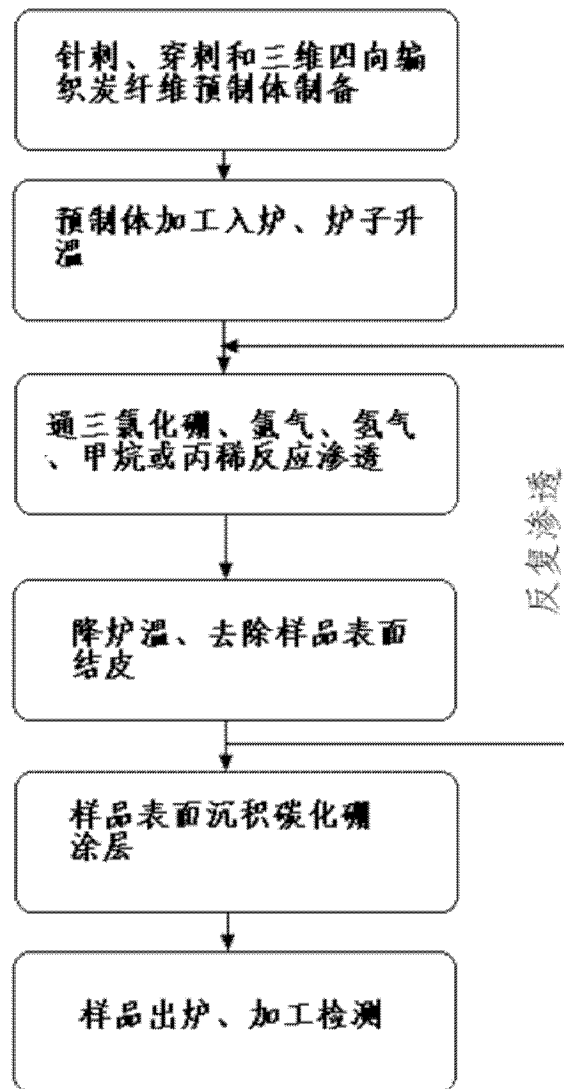 针刺、穿刺和三维四向编
织炭纤维预制体制备
预制体加工入炉、炉子升
温
通三氯化硼、氩气、氢气
、甲烷或丙稀反应渗透
反复渗透
降炉温、去除样品表面
结皮
样品表面沉积碳化硼
涂层
样品出炉、加工检测